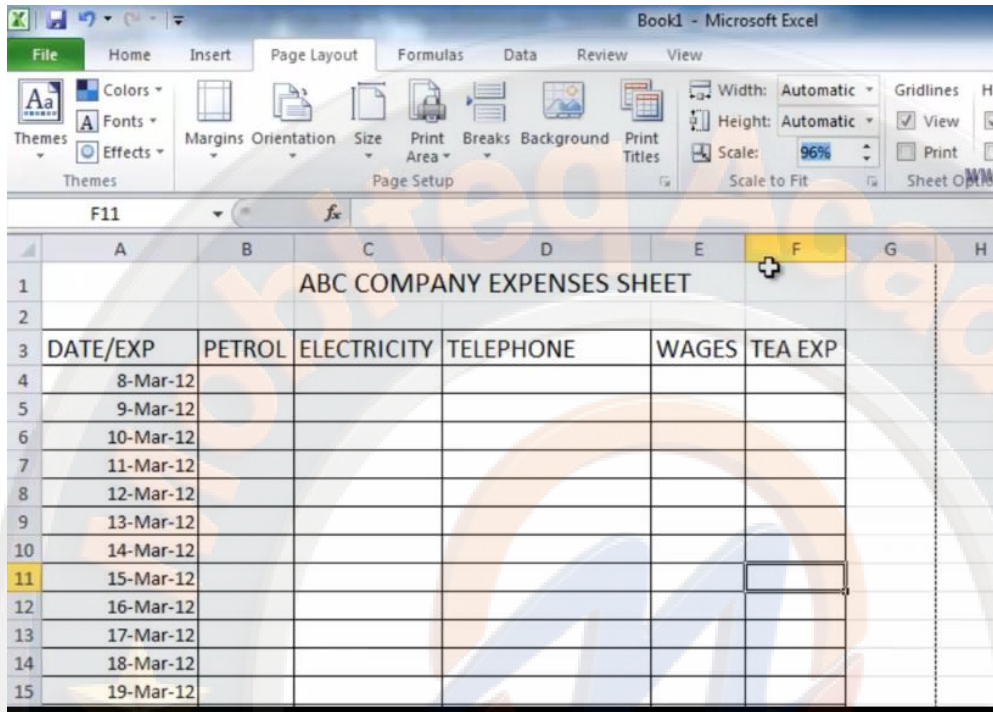 Book1 - Microsoft Excel
File Home Insert Page Layout Formulas Data Review View
Themes Colors Fonts Effects Margins Orientation Size Print Area Breaks Background Print Titles Width: Automatic Height: Automatic Scale: 96% Gridlines View Print H
Themes Page Setup Scale to Fit Sheet
F11 fx
A B C D E F G H
1 ABC COMPANY EXPENSES SHEET
2
3 DATE/EXP PETROL ELECTRICITY TELEPHONE WAGES TEA EXP
4 8-Mar-12
5 9-Mar-12
6 10-Mar-12
7 11-Mar-12
8 12-Mar-12
9 13-Mar-12
10 14-Mar-12
11 15-Mar-12
12 16-Mar-12
13 17-Mar-12
14 18-Mar-12
15 19-Mar-12